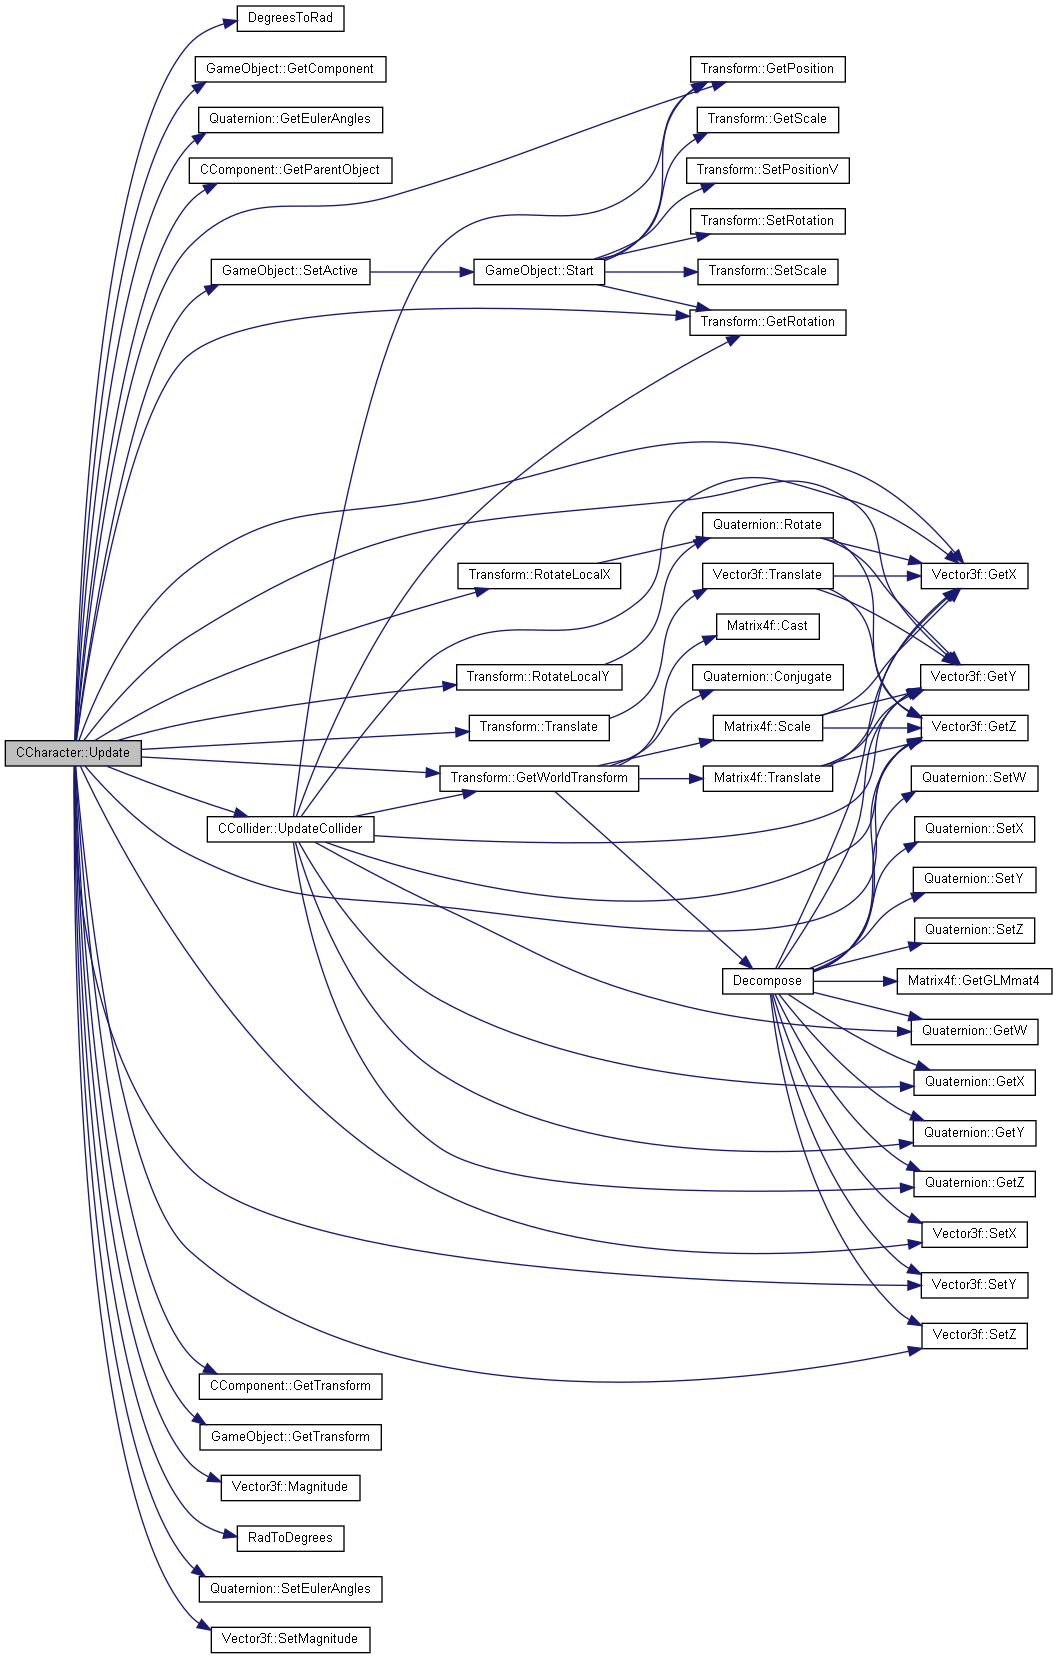 DegreesToRad
GameObject::GetComponent
Transform::GetPosition
Quaternion::GetEulerAngles
Transform::GetScale
CComponent::GetParentObject
Transform::SetPositionV
Transform::SetRotation
GameObject::SetActive
GameObject::Start
Transform::SetScale
Transform::GetRotation
Quaternion::Rotate
Transform::RotateLocalX
Vector3f::Translate
Vector3f::GetX
Matrix4f::Cast
Transform::RotateLocalY
Quaternion::Conjugate
Vector3f::GetY
Transform::Translate
Matrix4f::Scale
Vector3f::GetZ
CCharacter::Update
Transform::GetWorldTransform
Matrix4f::Translate
Quaternion::SetW
CCollider::UpdateCollider
Quaternion::SetX
Quaternion::SetY
Quaternion::SetZ
Decompose
Matrix4f::GetGLMmat4
Quaternion::GetW
Quaternion::GetX
Quaternion::GetY
Quaternion::GetZ
Vector3f::SetX
Vector3f::SetY
Vector3f::SetZ
CComponent::GetTransform
GameObject::GetTransform
Vector3f::Magnitude
RadToDegrees
Quaternion::SetEulerAngles
Vector3f::SetMagnitude